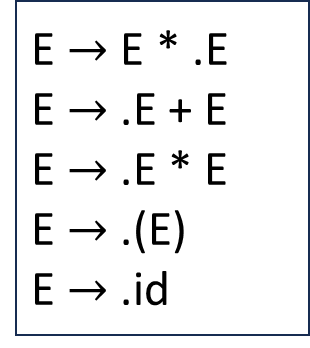 E → E * .E
E → .E + E
E → .E * E
E → .(E)
E → .id